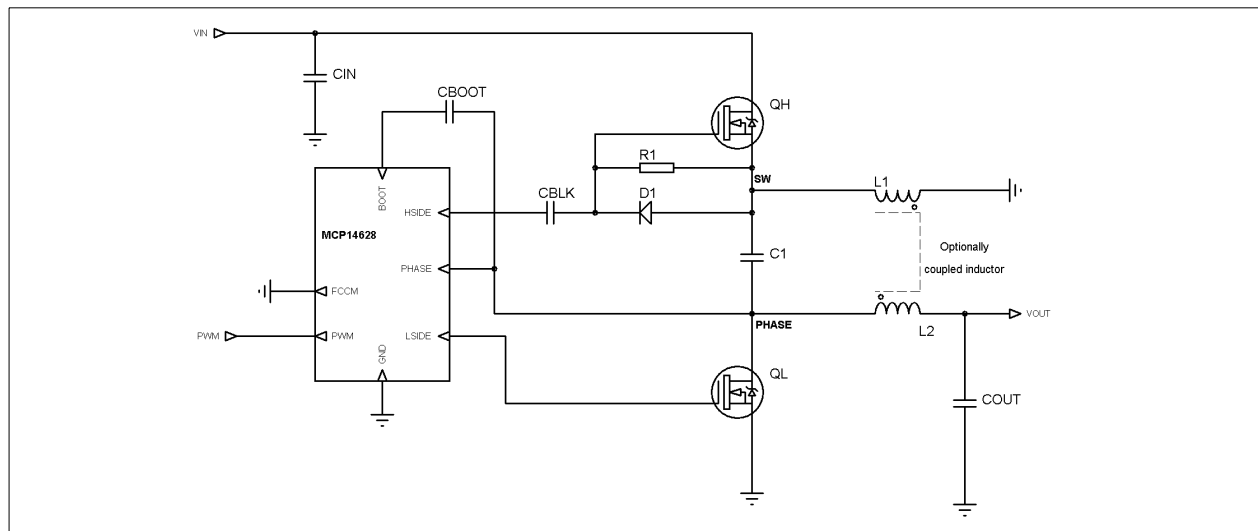 VIN
CIN
CBOOT
QH
R1
SW
L1
BOOT
HSIDE
CBLK
D1
MCP14628
C1
Optionally
coupled inductor
PHASE
FCCM
PHASE
VOUT
L2
PWM
PWM
LSIDE
GND
QL
COUT